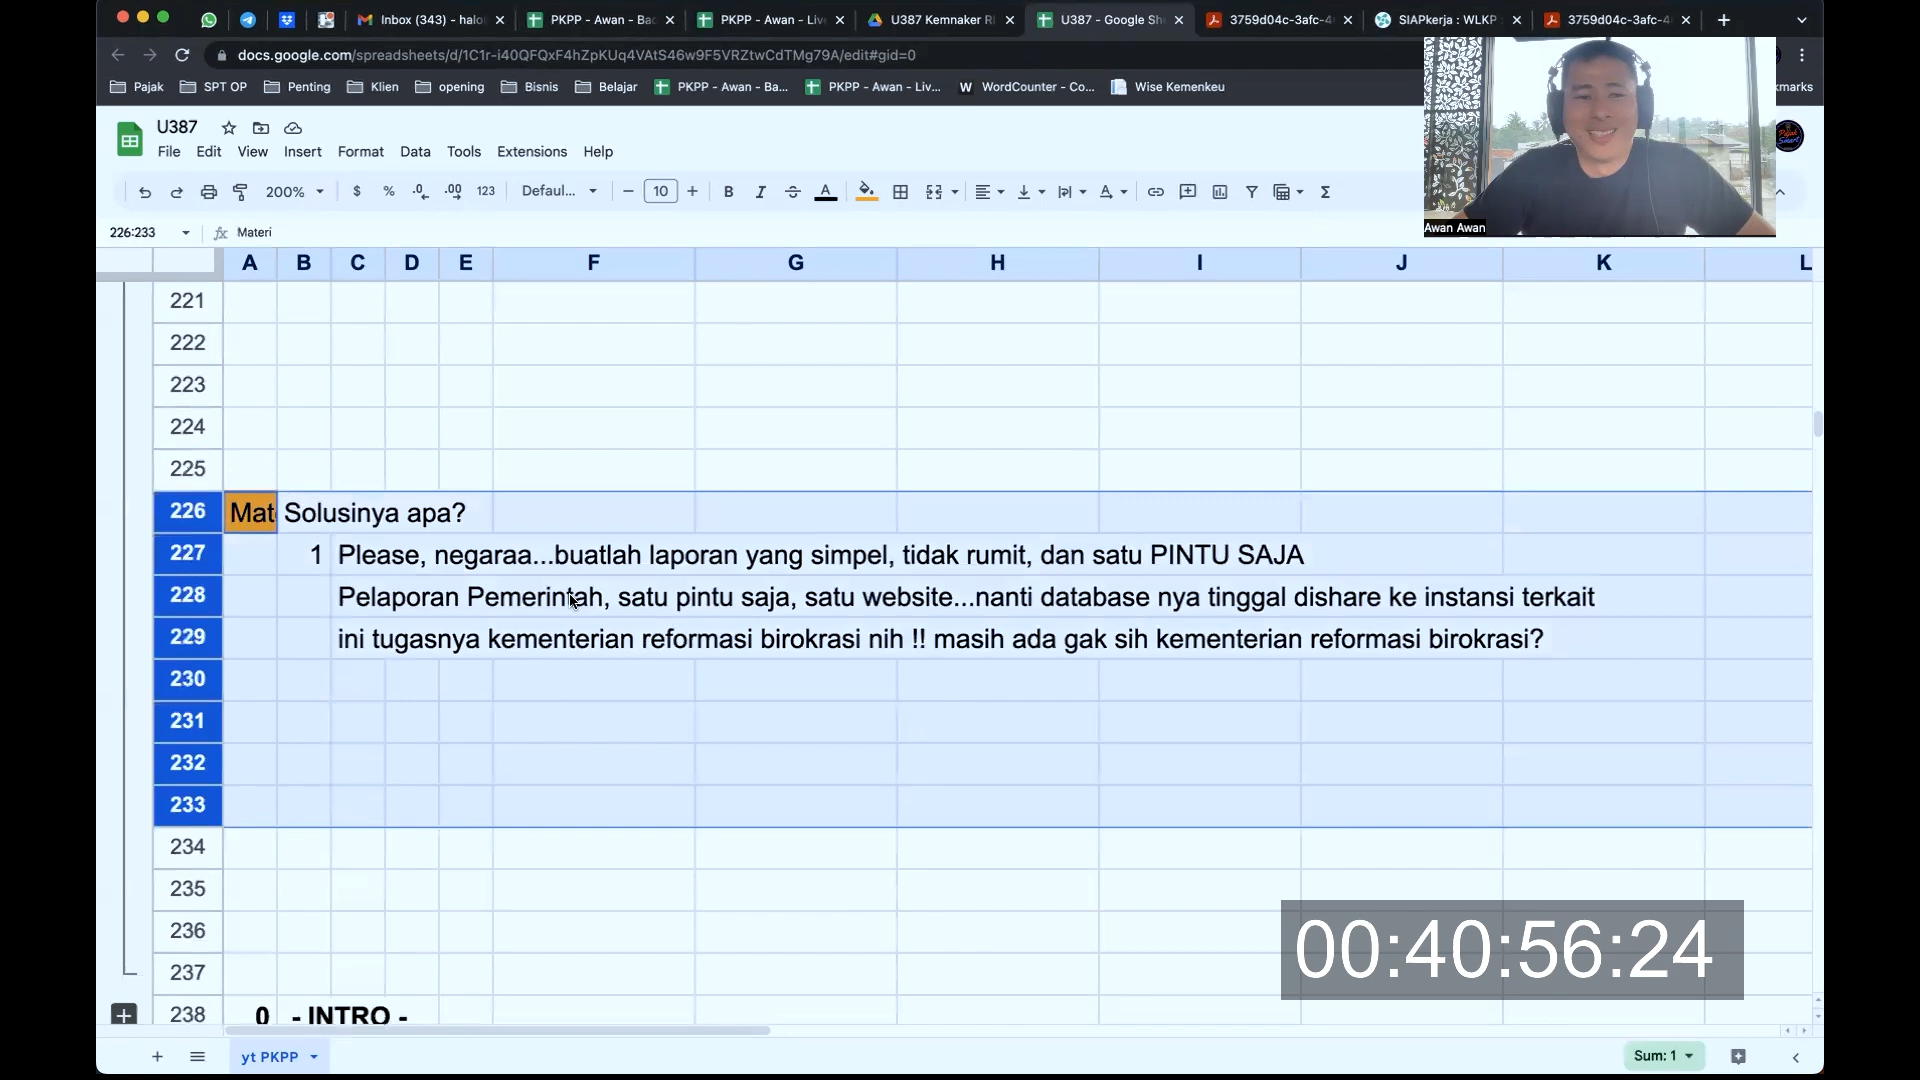 Inbox (343) - halo
PKPP - Awan - Ba
PKPP - Awan - Liv
U387 Kemnaker R
U387 - Google Sh
3759d04c-3afc-4
SIAPkerja : WLKP
3759d04c-3afc-4
docs.google.com/spreadsheets/d/1C1r-i40QFQxF4hZpKUq4VAtS46w9F5VRZtwCdTMg79A/edit#gid=0
Pajak SPT OP Penting Klien opening Bisnis Belajar PKPP - Awan - Ba... PKPP - Awan - Liv... WordCounter - Co... Wise Kemenkeu
U387
File Edit View Insert Format Data Tools Extensions Help
200% $ % .0 .00 123 Defaul... − 10 + B I A Σ
Awan Awan
226:233 fx Materi
A B C D E F G H I J K L
221
222
223
224
225
226 Mat Solusinya apa?
227 1 Please, negaraa...buatlah laporan yang simpel, tidak rumit, dan satu PINTU SAJA
228 Pelaporan Pemerintah, satu pintu saja, satu website...nanti database nya tinggal dishare ke instansi terkait
229 ini tugasnya kementerian reformasi birokrasi nih !! masih ada gak sih kementerian reformasi birokrasi?
230
231
232
233
234
235
236
00:40:56:24
237
238 0 - INTRO -
yt PKPP Sum: 1